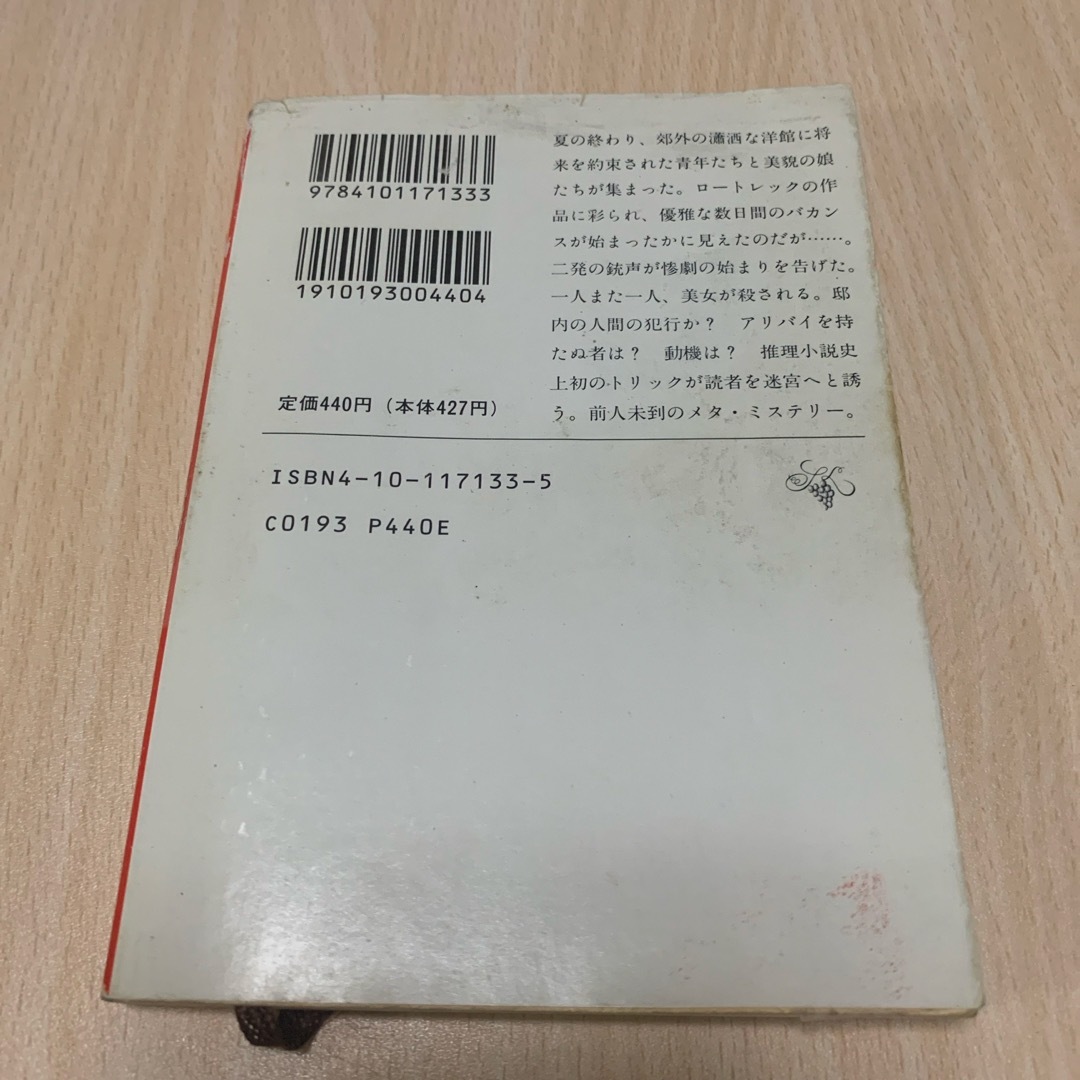 9784101171333
1910193004404
定価440円（本体427円）
夏の終わり、郊外の瀟洒な洋館に将
来を約束された青年たちと美貌の娘
たちが集まった。ロートレックの作
品に彩られ、優雅な数日間のバカン
スが始まったかに見えたのだが……。
二発の銃声が惨劇の始まりを告げた。
一人また一人、美女が殺される。邸
内の人間の犯行か？　アリバイを持
たぬ者は？　動機は？　推理小説史
上初のトリックが読者を迷宮へと誘
う。前人未到のメタ・ミステリー。
ISBN4-10-117133-5
C0193 P440E